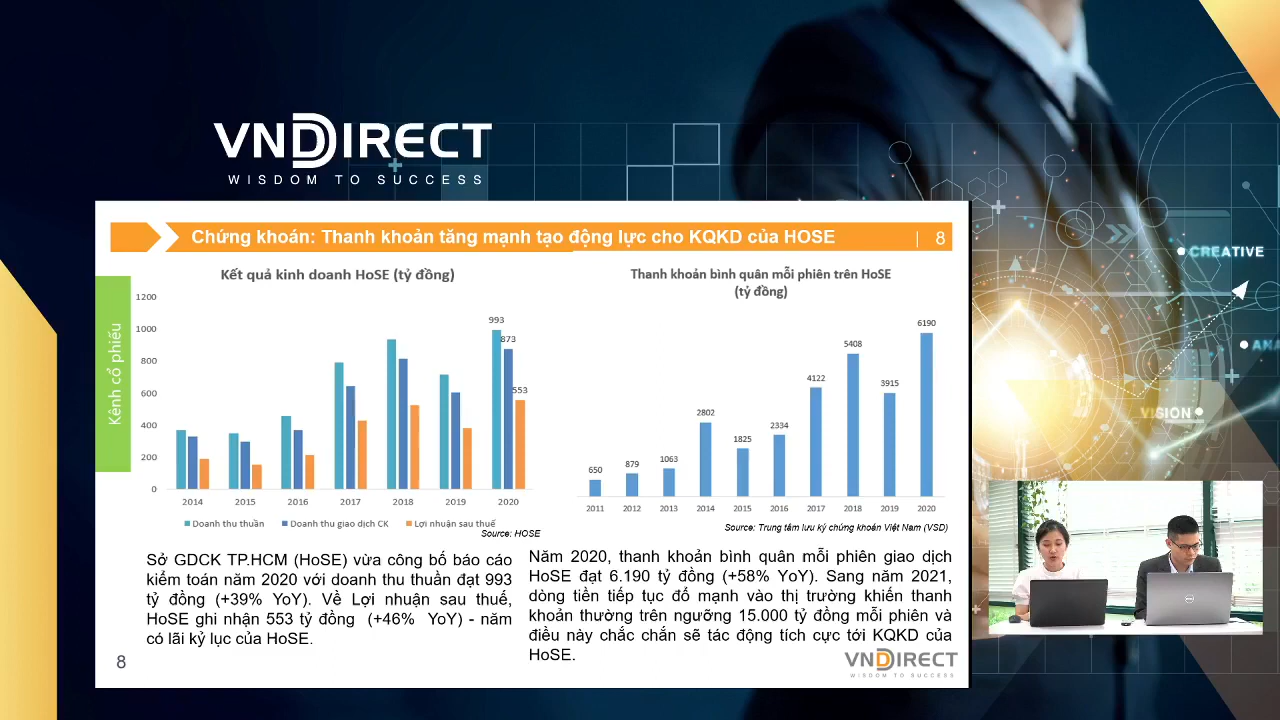 VNDIRECT
WISDOM TO SUCCESS
Chứng khoán: Thanh khoản tăng mạnh tạo động lực cho KQKD của HOSE | 8
Kênh cổ phiếu
Kết quả kinh doanh HoSE (tỷ đồng)
1200
1000
800
600
400
200
0
993
873
553
2014 2015 2016 2017 2018 2019 2020
Doanh thu thuần Doanh thu giao dịch CK Lợi nhuận sau thuế
Source: HOSE
Thanh khoản bình quân mỗi phiên trên HoSE
(tỷ đồng)
650 879 1063 2802 1825 2334 4122 5408 3915 6190
2011 2012 2013 2014 2015 2016 2017 2018 2019 2020
Source: Trung tâm lưu ký chứng khoán Việt Nam (VSD)
Sở GDCK TP.HCM (HoSE) vừa công bố báo cáo
kiểm toán năm 2020 với doanh thu thuần đạt 993
tỷ đồng (+39% YoY). Về Lợi nhuận sau thuế,
HoSE ghi nhận 553 tỷ đồng (+46% YoY) - năm
có lãi kỷ lục của HoSE.
Năm 2020, thanh khoản bình quân mỗi phiên giao dịch
HoSE đạt 6.190 tỷ đồng (+58% YoY). Sang năm 2021,
dòng tiền tiếp tục đổ mạnh vào thị trường khiến thanh
khoản thường trên ngưỡng 15.000 tỷ đồng mỗi phiên và
điều này chắc chắn sẽ tác động tích cực tới KQKD của
HoSE.
8
VNDIRECT
WISDOM TO SUCCESS
CREATIVE
ANA
VISION
DELL